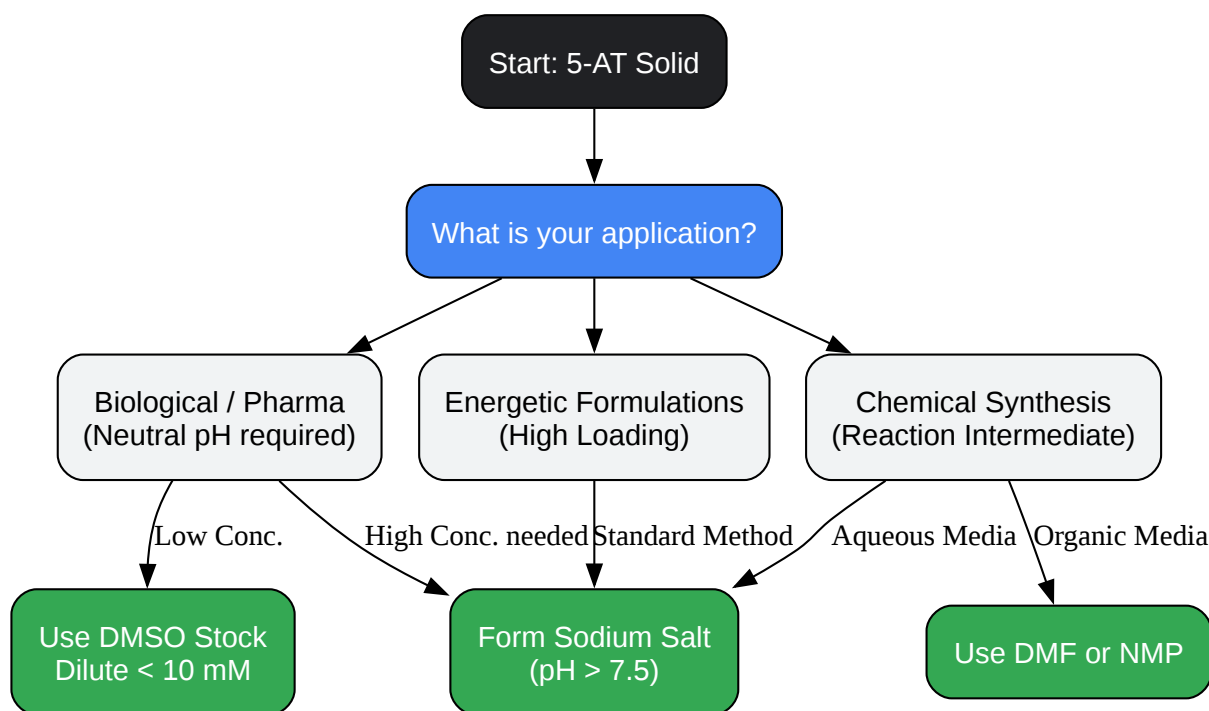 Start: 5-AT Solid
What is your application?
Biological / Pharma
(Neutral pH required)
Energetic Formulations
(High Loading)
Chemical Synthesis
(Reaction Intermediate)
Low Conc.
High Conc. needed
Standard Method
Aqueous Media
Organic Media
Use DMSO Stock
Dilute < 10 mM
Form Sodium Salt
(pH > 7.5)
Use DMF or NMP